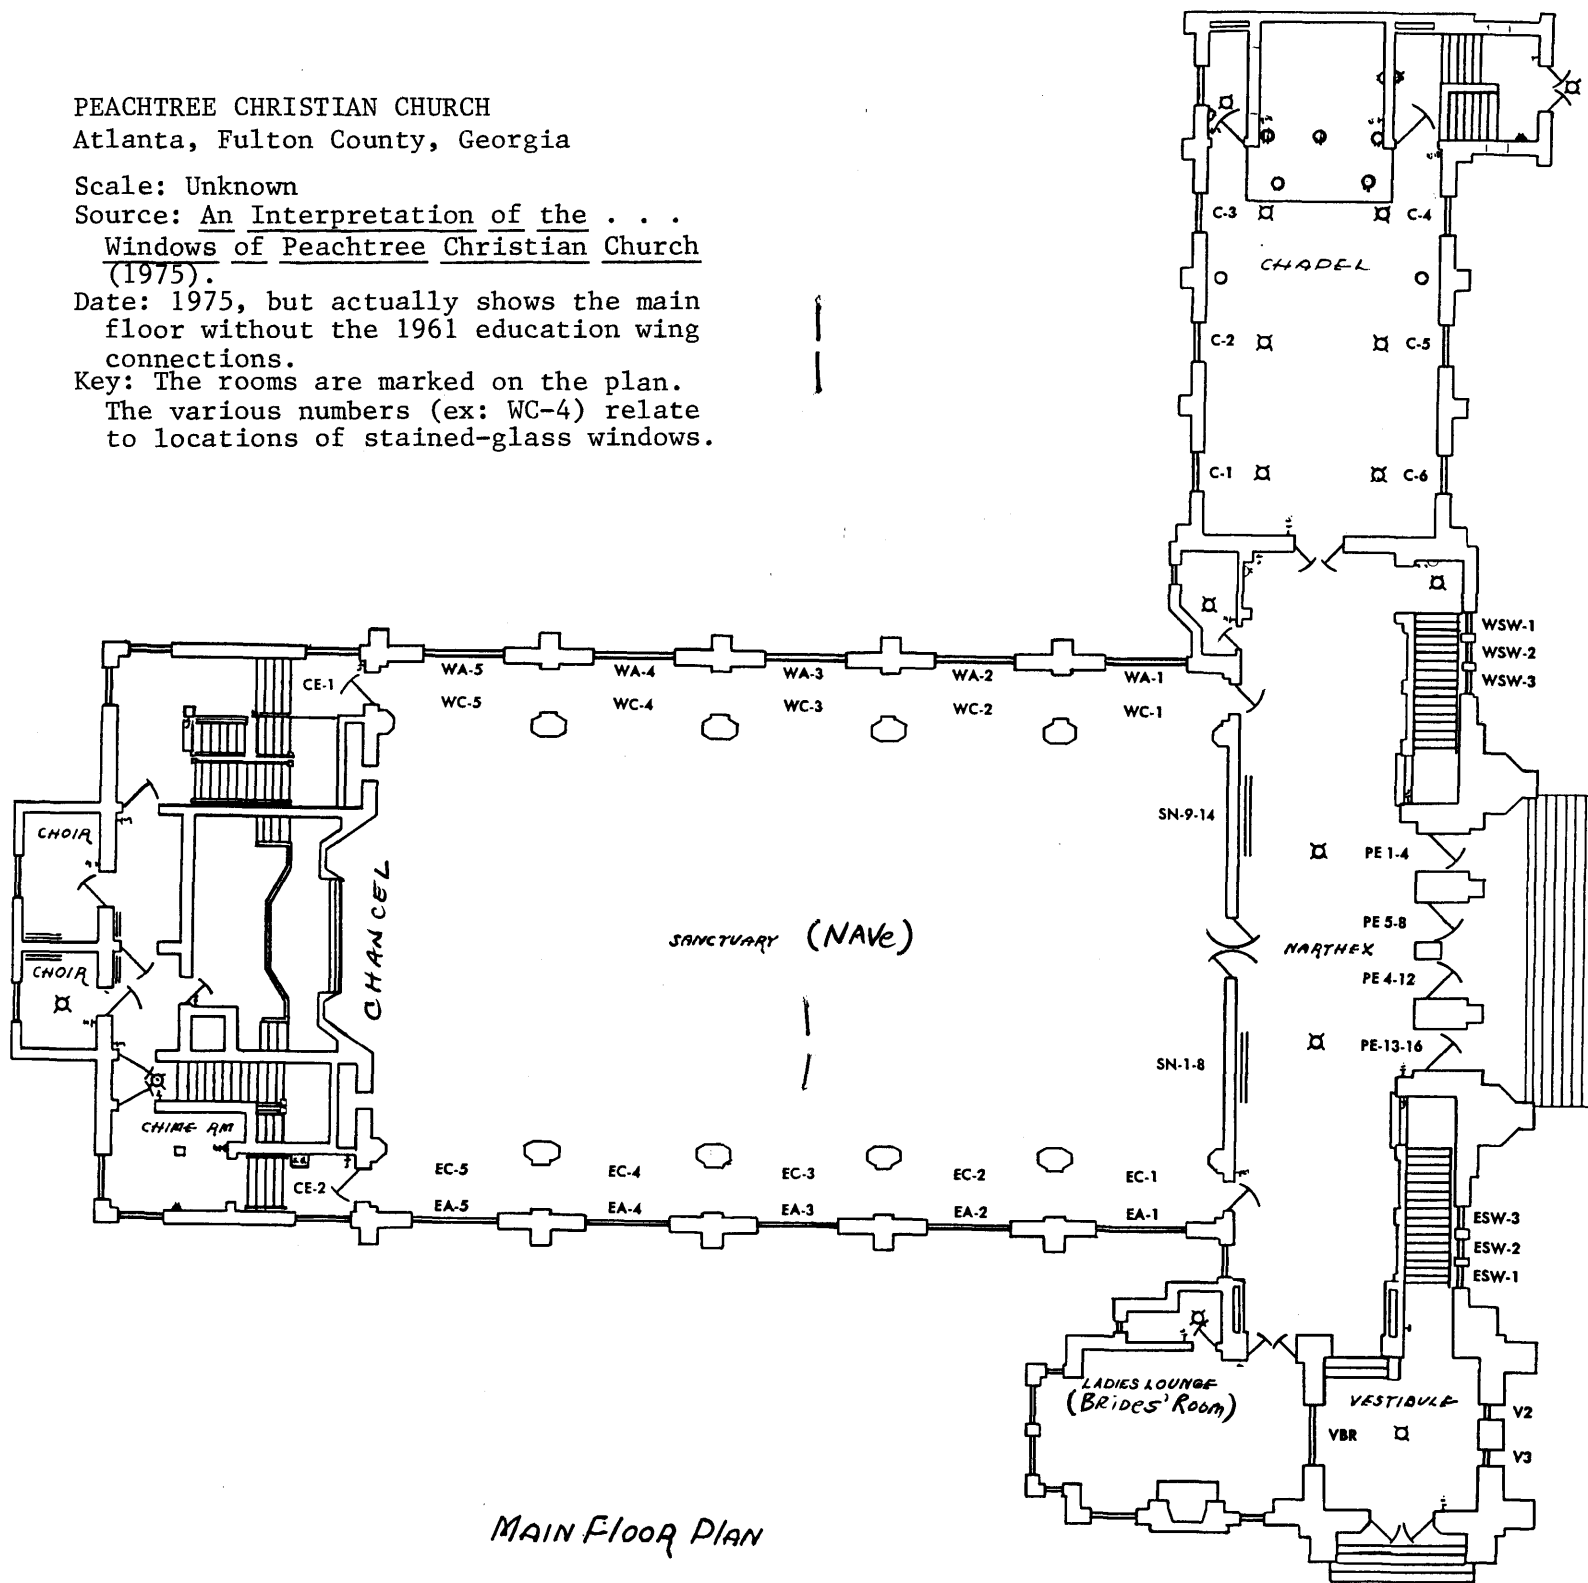 PEACHTREE CHRISTIAN CHURCH
Atlanta, Fulton County, Georgia
Scale: Unknown
Source: An Interpretation of the . . .
Windows of Peachtree Christian Church
(1975).
Date: 1975, but actually shows the main
floor without the 1961 education wing
connections.
Key: The rooms are marked on the plan.
The various numbers (ex: WC-4) relate
to locations of stained-glass windows.
C-3 C-4
CHAPEL
C-2 C-5
C-1 C-6
WSW-1
WSW-2
WSW-3
CE-1
WA-5 WA-4 WA-3 WA-2 WA-1
WC-5 WC-4 WC-3 WC-2 WC-1
SN-9-14
CHOIR
PE 1-4
PE 5-8
CHANCEL
SANCTUARY (NAVE)
NARTHEX
CHOIR
PE 4-12
PE-13-16
SN-1-8
CHIME RM
EC-5 EC-4 EC-3 EC-2 EC-1
CE-2
EA-5 EA-4 EA-3 EA-2 EA-1
ESW-3
ESW-2
ESW-1
LADIES LOUNGE
(BRIDES' ROOM)
VESTIBULE
VBR
V2
V3
MAIN FLOOR PLAN